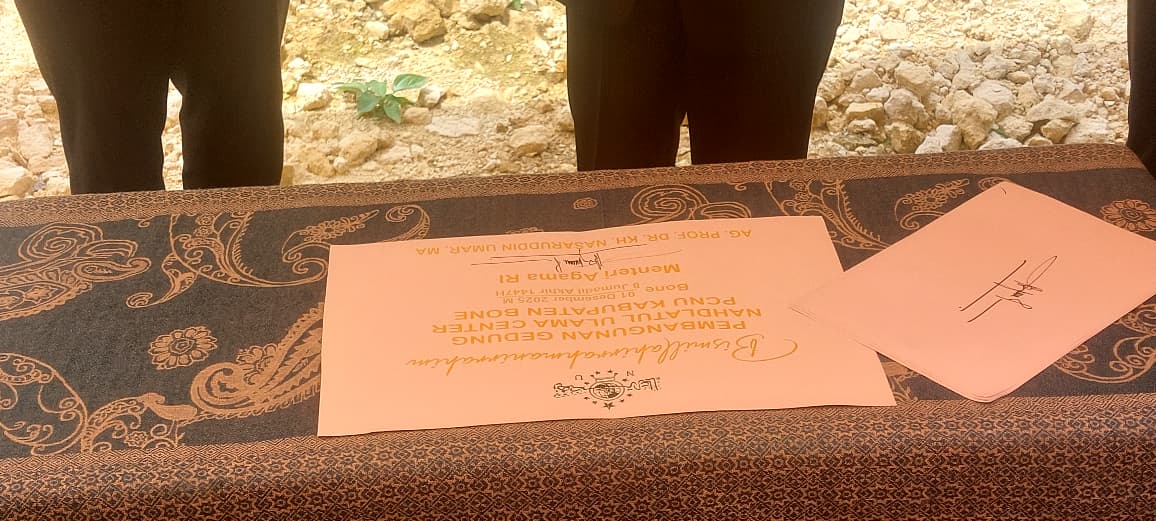 N U
Bismillahirrahmanirrahim
PEMBANGUNAN GEDUNG
NAHDLATUL ULAMA CENTER
PCNU KABUPATEN BONE
01 Desember 2025 M
Bone 8 Jumadil Akhir 1447H
Menteri Agama RI
AG. PROF. DR. KH. NASARUDDIN UMAR, MA